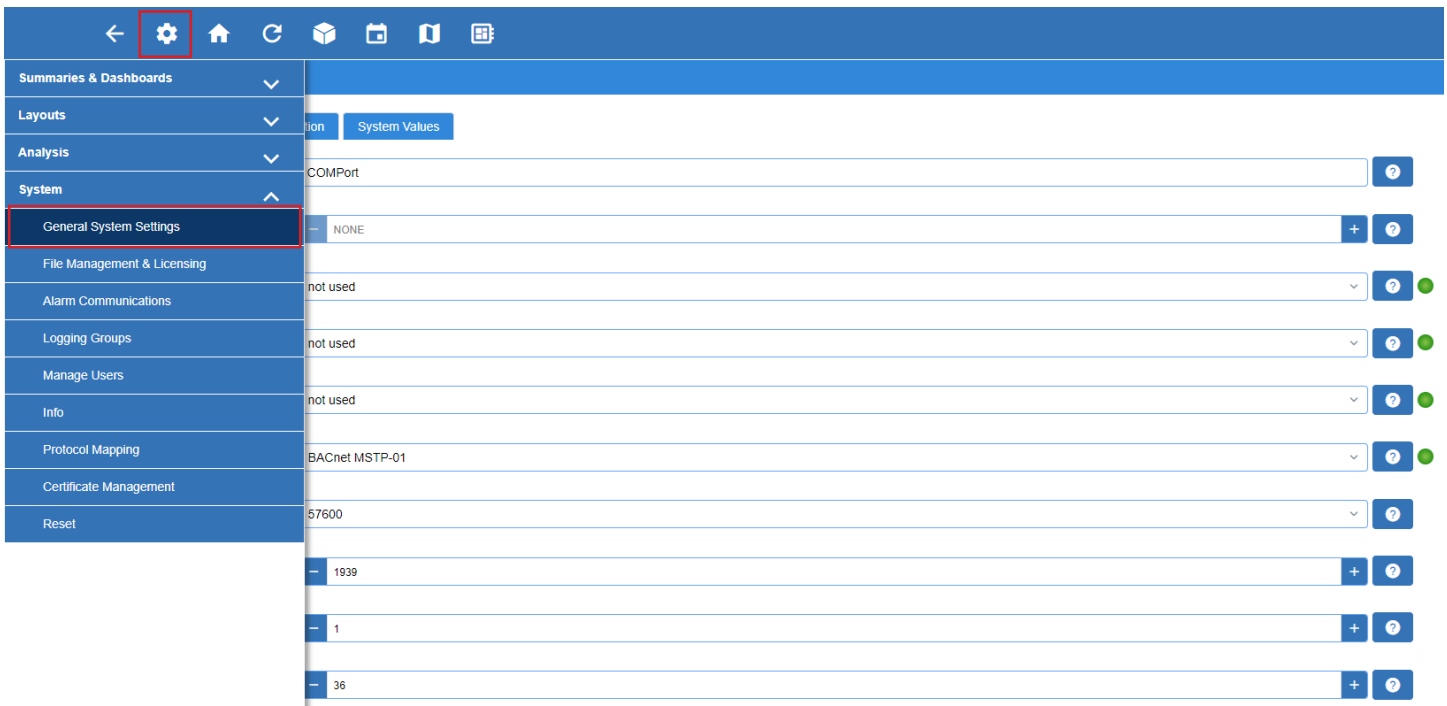 Summaries & Dashboards
Layouts
Analysis
System
General System Settings
File Management & Licensing
Alarm Communications
Logging Groups
Manage Users
Info
Protocol Mapping
Certificate Management
Reset
tion
System Values
COMPort
NONE
not used
not used
not used
BACnet MSTP-01
57600
1939
1
36